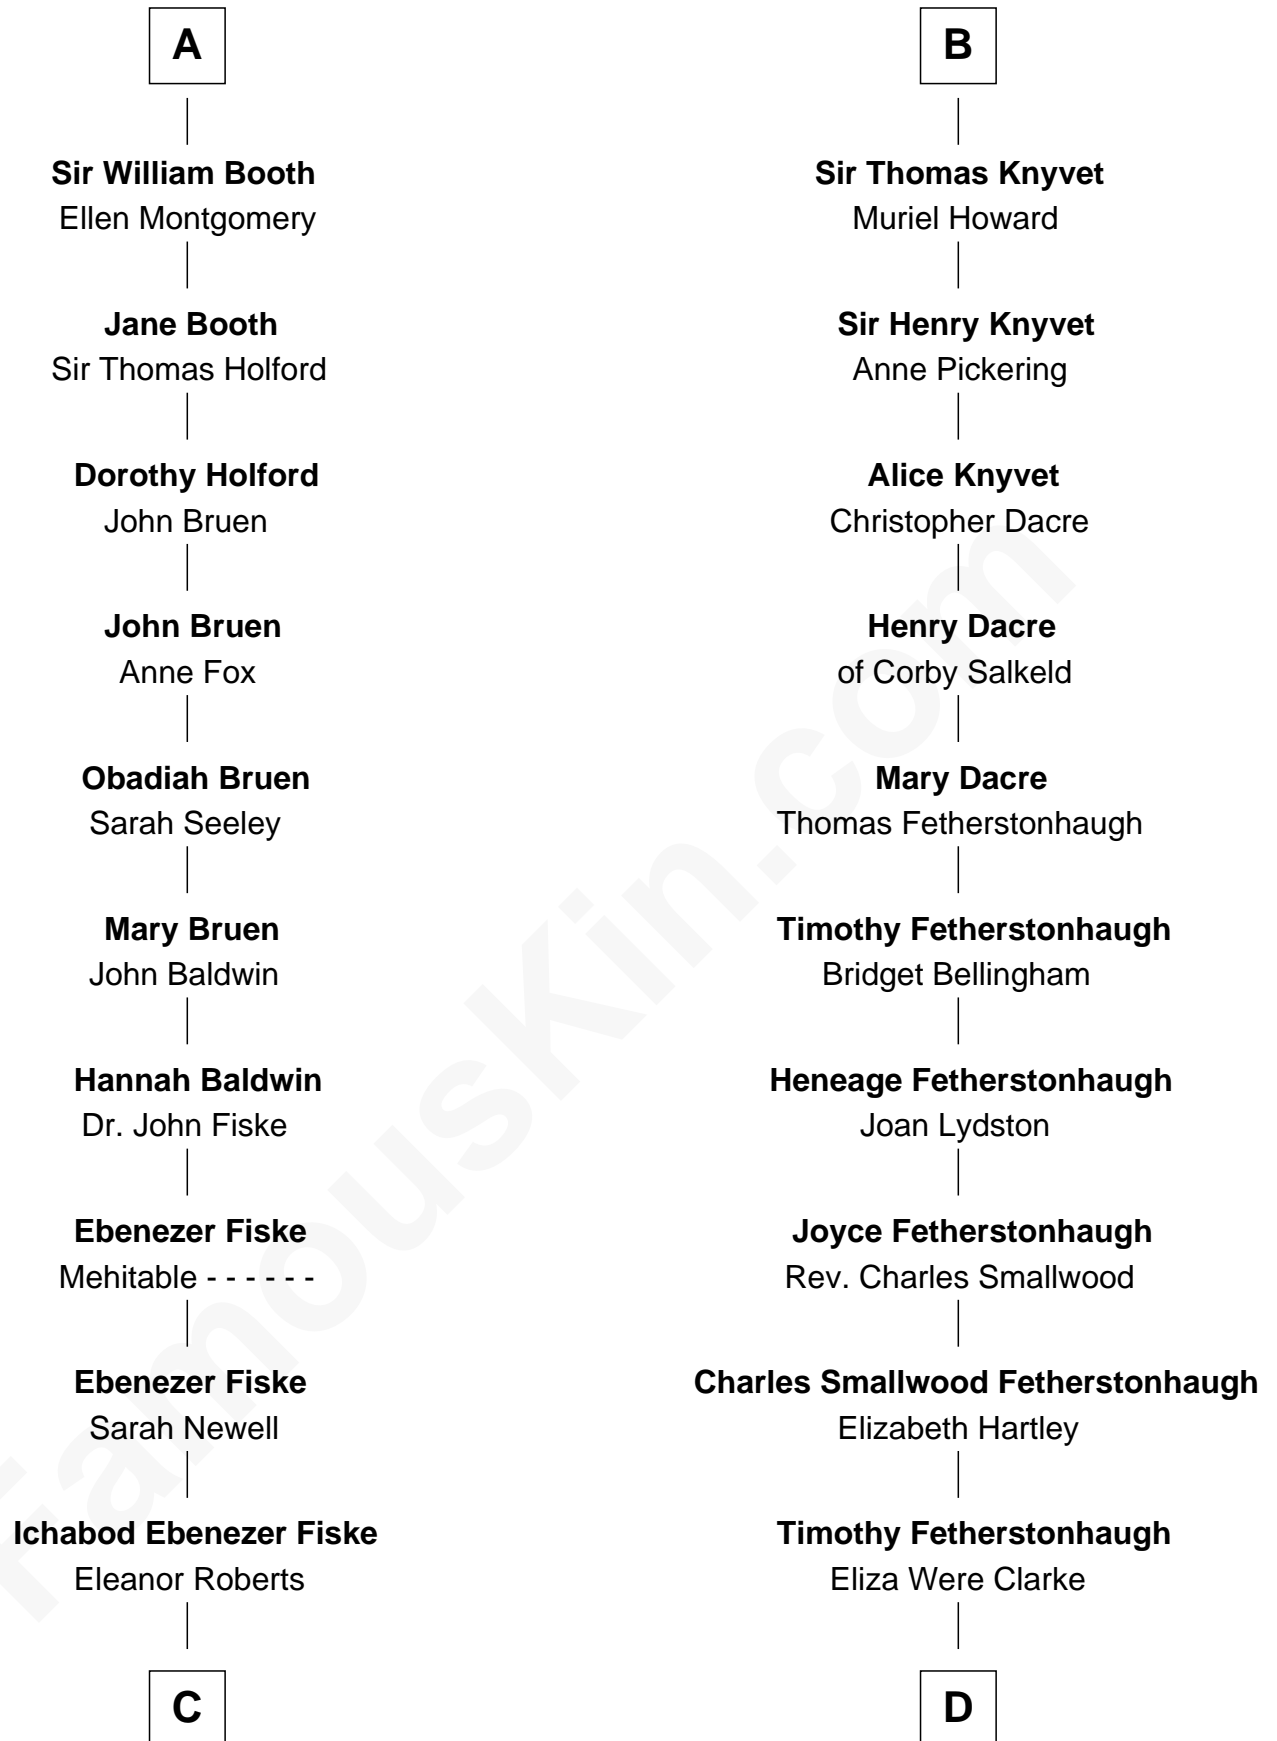 A
Sir William Booth
Ellen Montgomery
Jane Booth
Sir Thomas Holford
Dorothy Holford
John Bruen
John Bruen
Anne Fox
Obadiah Bruen
Sarah Seeley
Mary Bruen
John Baldwin
Hannah Baldwin
Dr. John Fiske
Ebenezer Fiske
Mehitable - - - - - -
Ebenezer Fiske
Sarah Newell
Ichabod Ebenezer Fiske
Eleanor Roberts
C
B
Sir Thomas Knyvet
Muriel Howard
Sir Henry Knyvet
Anne Pickering
Alice Knyvet
Christopher Dacre
Henry Dacre
of Corby Salkeld
Mary Dacre
Thomas Fetherstonhaugh
Timothy Fetherstonhaugh
Bridget Bellingham
Heneage Fetherstonhaugh
Joan Lydston
Joyce Fetherstonhaugh
Rev. Charles Smallwood
Charles Smallwood Fetherstonhaugh
Elizabeth Hartley
Timothy Fetherstonhaugh
Eliza Were Clarke
D
FamousKin.com